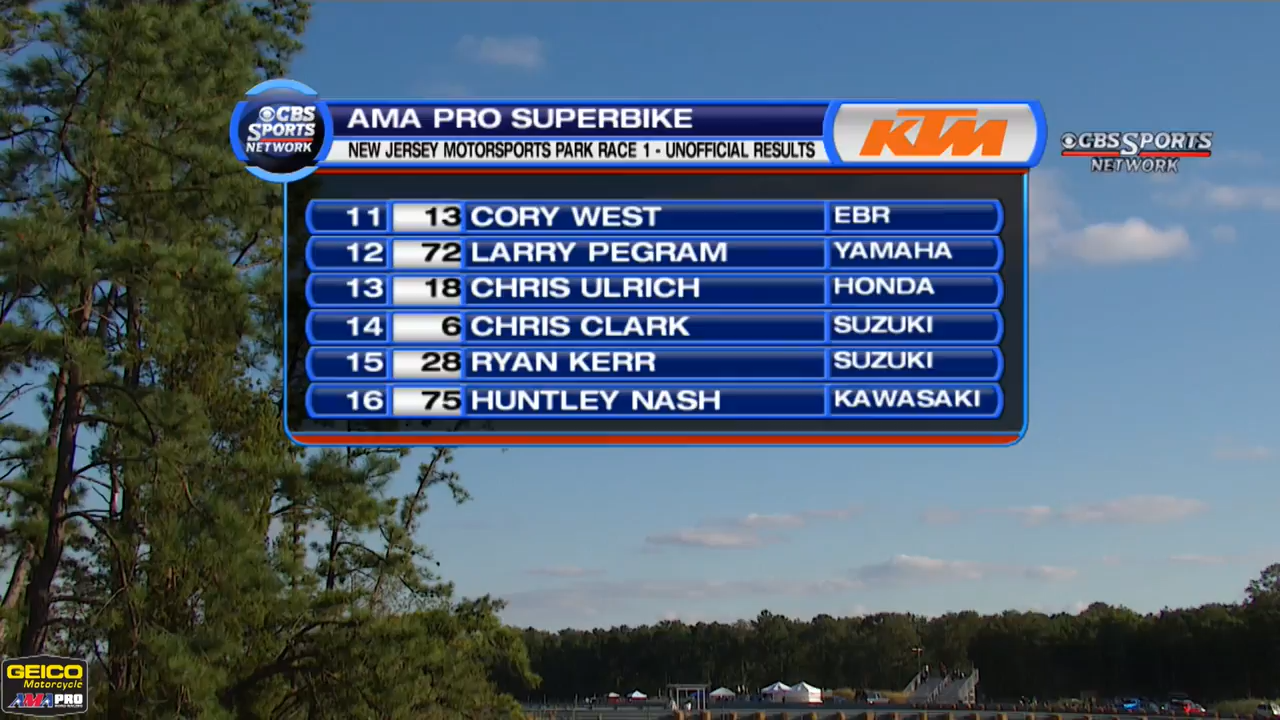 CBS SPORTS NETWORK
AMA PRO SUPERBIKE
NEW JERSEY MOTORSPORTS PARK RACE 1 - UNOFFICIAL RESULTS
KTM
CBS SPORTS
NETWORK
11 13 CORY WEST EBR
12 72 LARRY PEGRAM YAMAHA
13 18 CHRIS ULRICH HONDA
14 6 CHRIS CLARK SUZUKI
15 28 RYAN KERR SUZUKI
16 75 HUNTLEY NASH KAWASAKI
GEICO
Motorcycle
AMA PRO